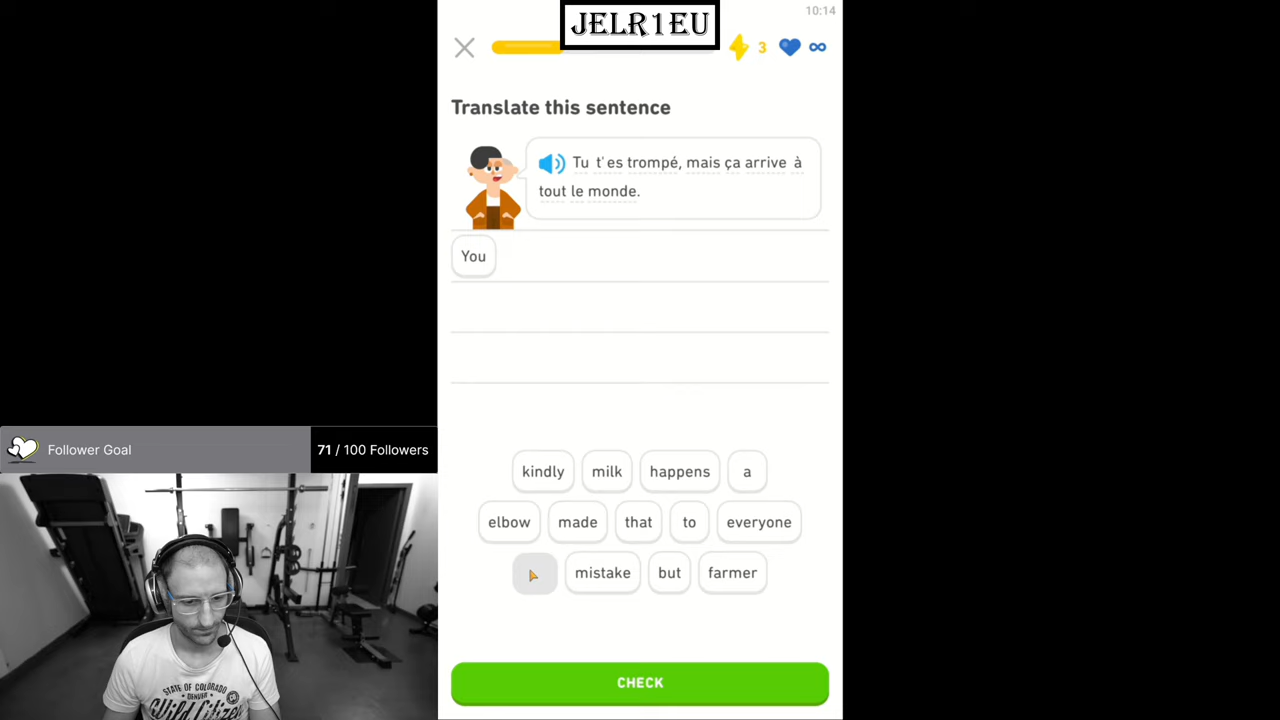 JELR1EU
10:14
3
Translate this sentence
Tu t'es trompé, mais ça arrive à
tout le monde.
You
Follower Goal
71 / 100 Followers
kindly milk happens a
elbow made that to everyone
mistake but farmer
STATE OF COLORADO
DENVER
CHECK